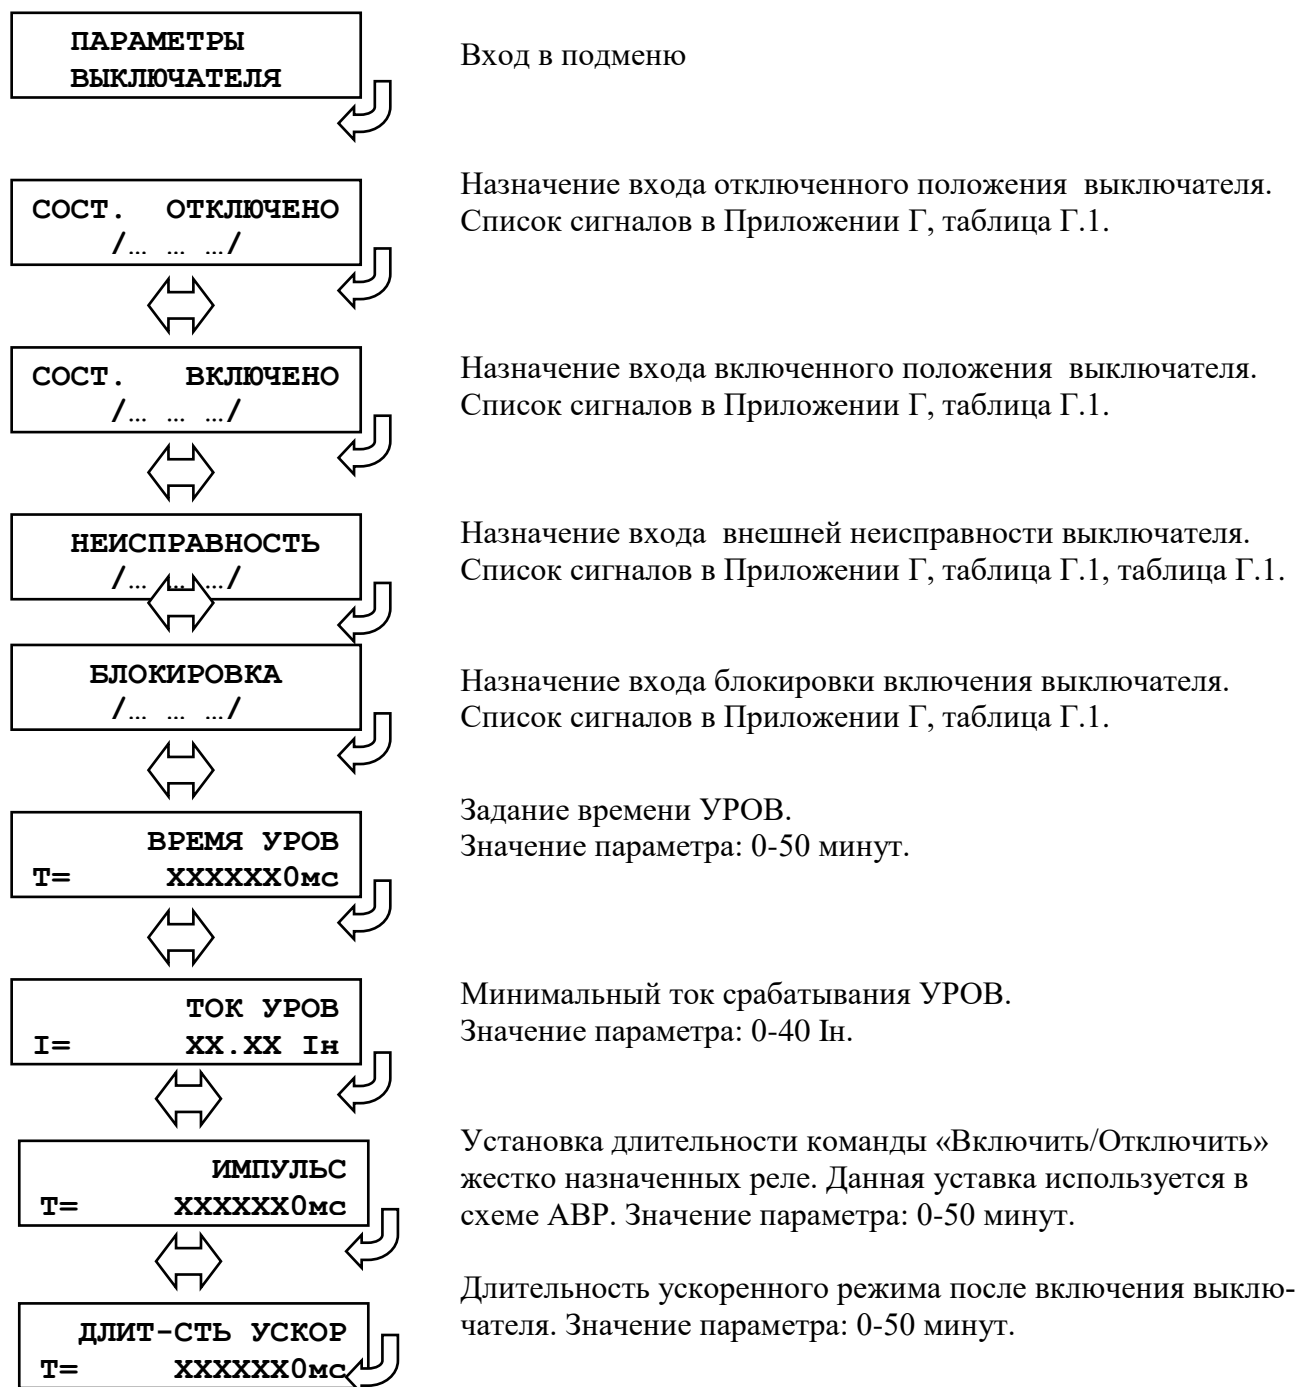 ПАРАМЕТРЫ
ВЫКЛЮЧАТЕЛЯ
Вход в подменю
СОСТ. ОТКЛЮЧЕНО
/… … …/
Назначение входа отключенного положения выключателя.
Список сигналов в Приложении Г, таблица Г.1.
СОСТ. ВКЛЮЧЕНО
/… … …/
Назначение входа включенного положения выключателя.
Список сигналов в Приложении Г, таблица Г.1.
НЕИСПРАВНОСТЬ
/… … …/
Назначение входа внешней неисправности выключателя.
Список сигналов в Приложении Г, таблица Г.1, таблица Г.1.
БЛОКИРОВКА
/… … …/
Назначение входа блокировки включения выключателя.
Список сигналов в Приложении Г, таблица Г.1.
ВРЕМЯ УРОВ
Т= ХХХХХХ0мс
Задание времени УРОВ.
Значение параметра: 0-50 минут.
ТОК УРОВ
I= ХХ.ХХ Iн
Минимальный ток срабатывания УРОВ.
Значение параметра: 0-40 Iн.
ИМПУЛЬС
Т= ХХХХХХ0мс
Установка длительности команды «Включить/Отключить»
жестко назначенных реле. Данная уставка используется в
схеме АВР. Значение параметра: 0-50 минут.
ДЛИТ-СТЬ УСКОР
Т= ХХХХХХ0мс
Длительность ускоренного режима после включения выклю-
чателя. Значение параметра: 0-50 минут.